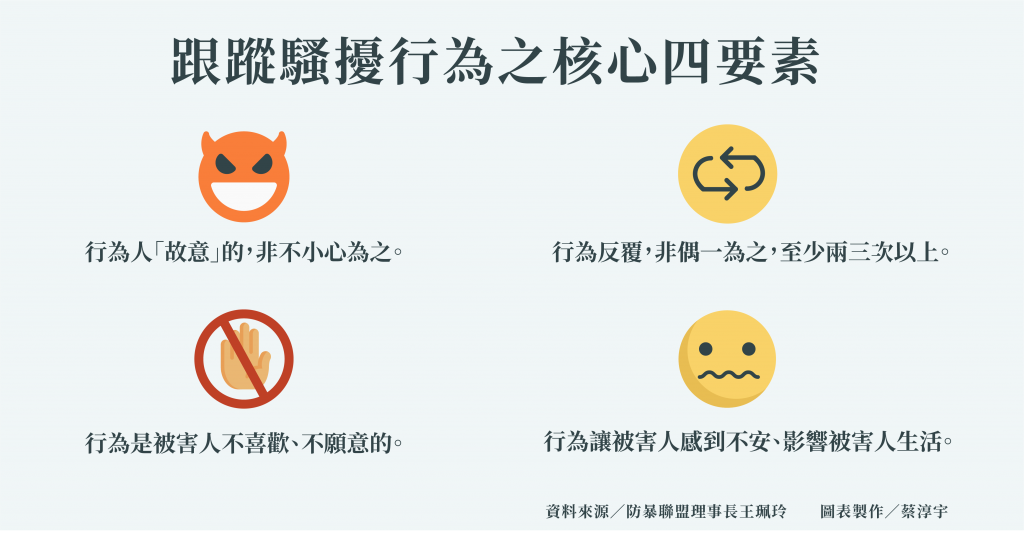 跟蹤騷擾行為之核心四要素
行為人「故意」的，非不小心為之。
行為反覆，非偶一為之，至少兩三次以上。
行為是被害人不喜歡、不願意的。
行為讓被害人感到不安、影響被害人生活。
資料來源／防暴聯盟理事長王珮玲　圖表製作／蔡淳宇